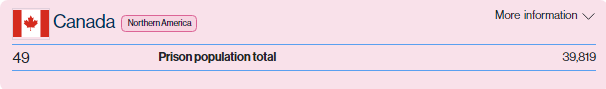 Canada Northern America More information
49 Prison population total 39,819